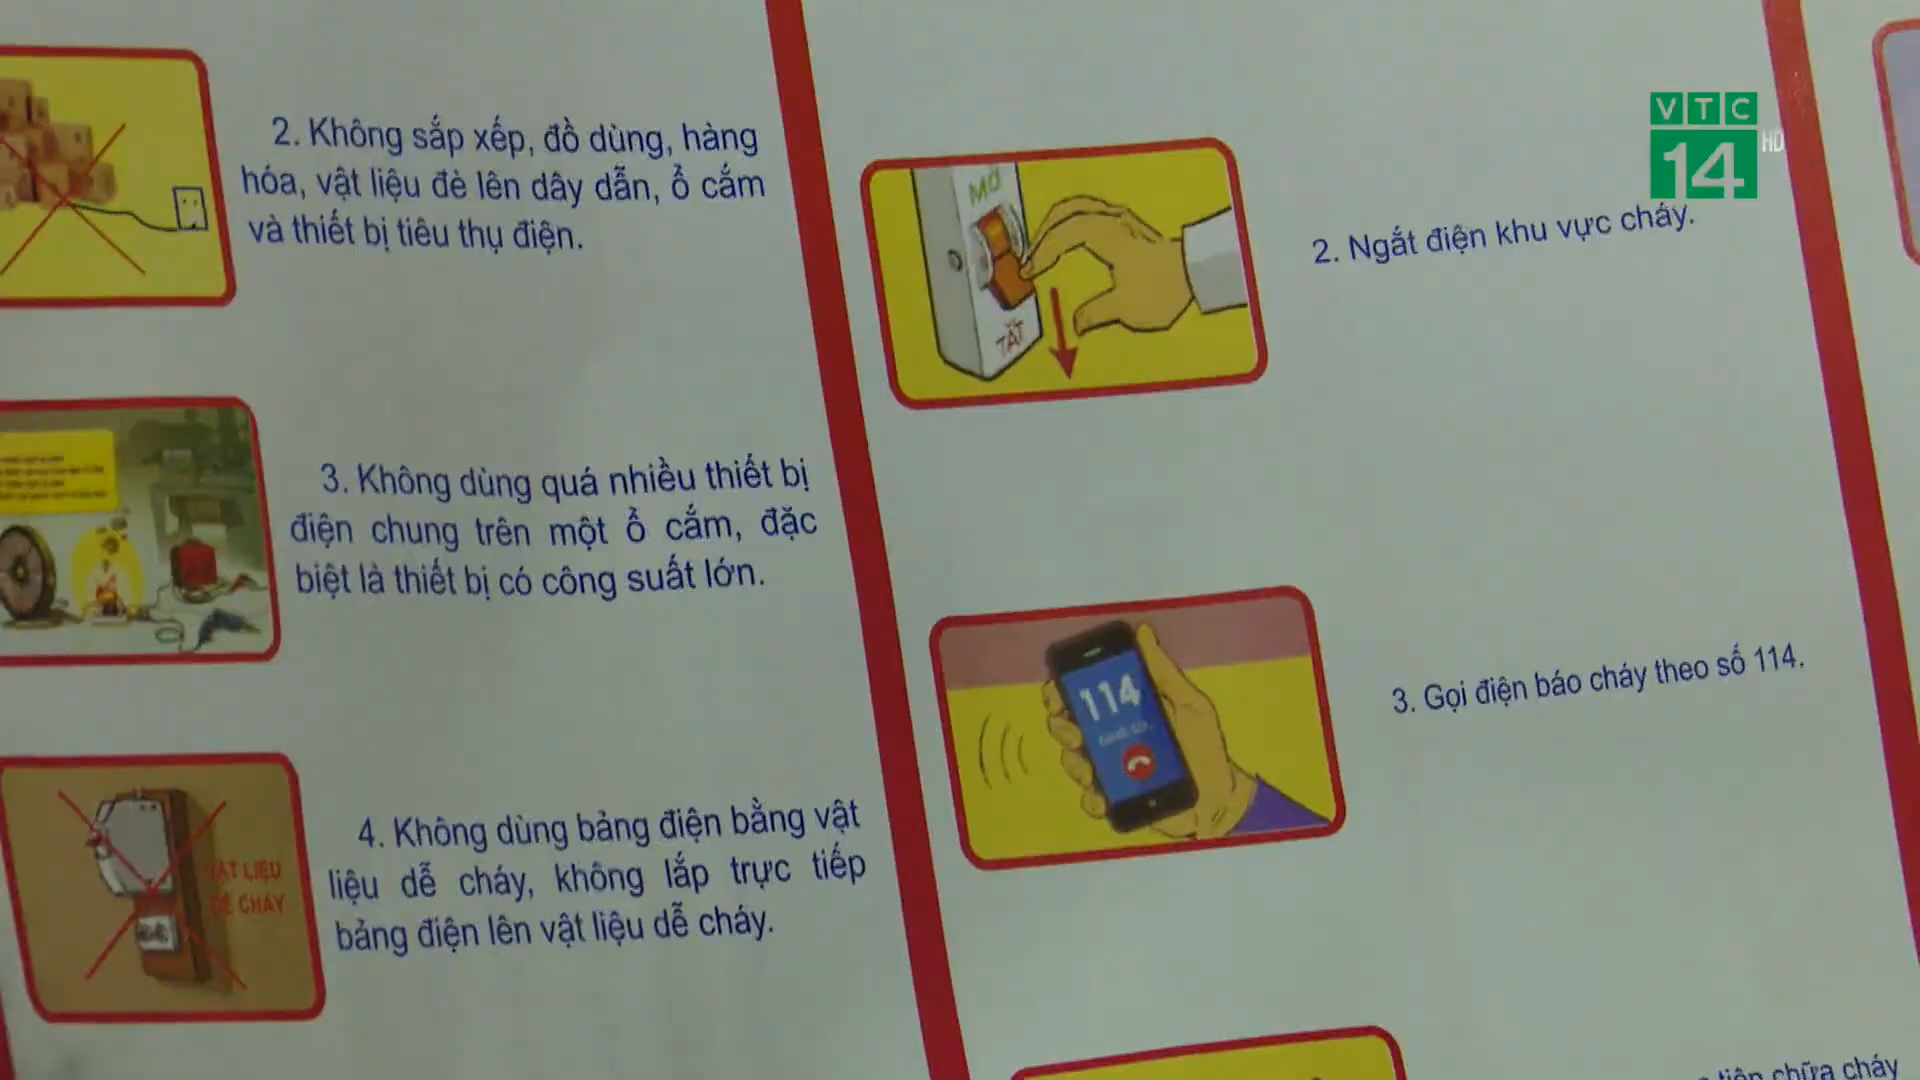 2. Không sắp xếp, đồ dùng, hàng
hóa, vật liệu đè lên dây dẫn, ổ cắm
và thiết bị tiêu thụ điện.
3. Không dùng quá nhiều thiết bị
điện chung trên một ổ cắm, đặc
biệt là thiết bị có công suất lớn.
VẬT LIỆU
DỄ CHÁY
4. Không dùng bảng điện bằng vật
liệu dễ cháy, không lắp trực tiếp
bảng điện lên vật liệu dễ cháy.
VTC
14
HD
MỞ
TẮT
2. Ngắt điện khu vực cháy.
114
3. Gọi điện báo cháy theo số 114.
tiện chữa cháy